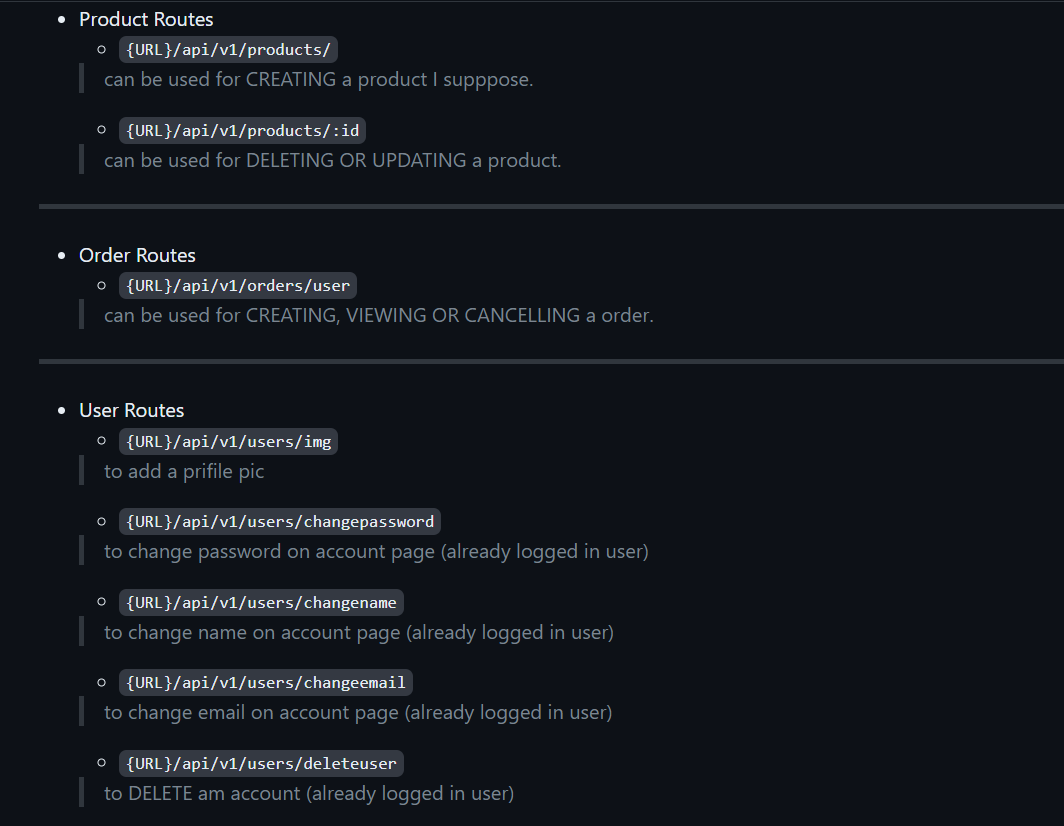 Product Routes
{URL}/api/v1/products/
can be used for CREATING a product I supppose.
{URL}/api/v1/products/:id
can be used for DELETING OR UPDATING a product.
Order Routes
{URL}/api/v1/orders/user
can be used for CREATING, VIEWING OR CANCELLING a order.
User Routes
{URL}/api/v1/users/img
to add a prifile pic
{URL}/api/v1/users/changepassword
to change password on account page (already logged in user)
{URL}/api/v1/users/changename
to change name on account page (already logged in user)
{URL}/api/v1/users/changeemail
to change email on account page (already logged in user)
{URL}/api/v1/users/deleteuser
to DELETE am account (already logged in user)